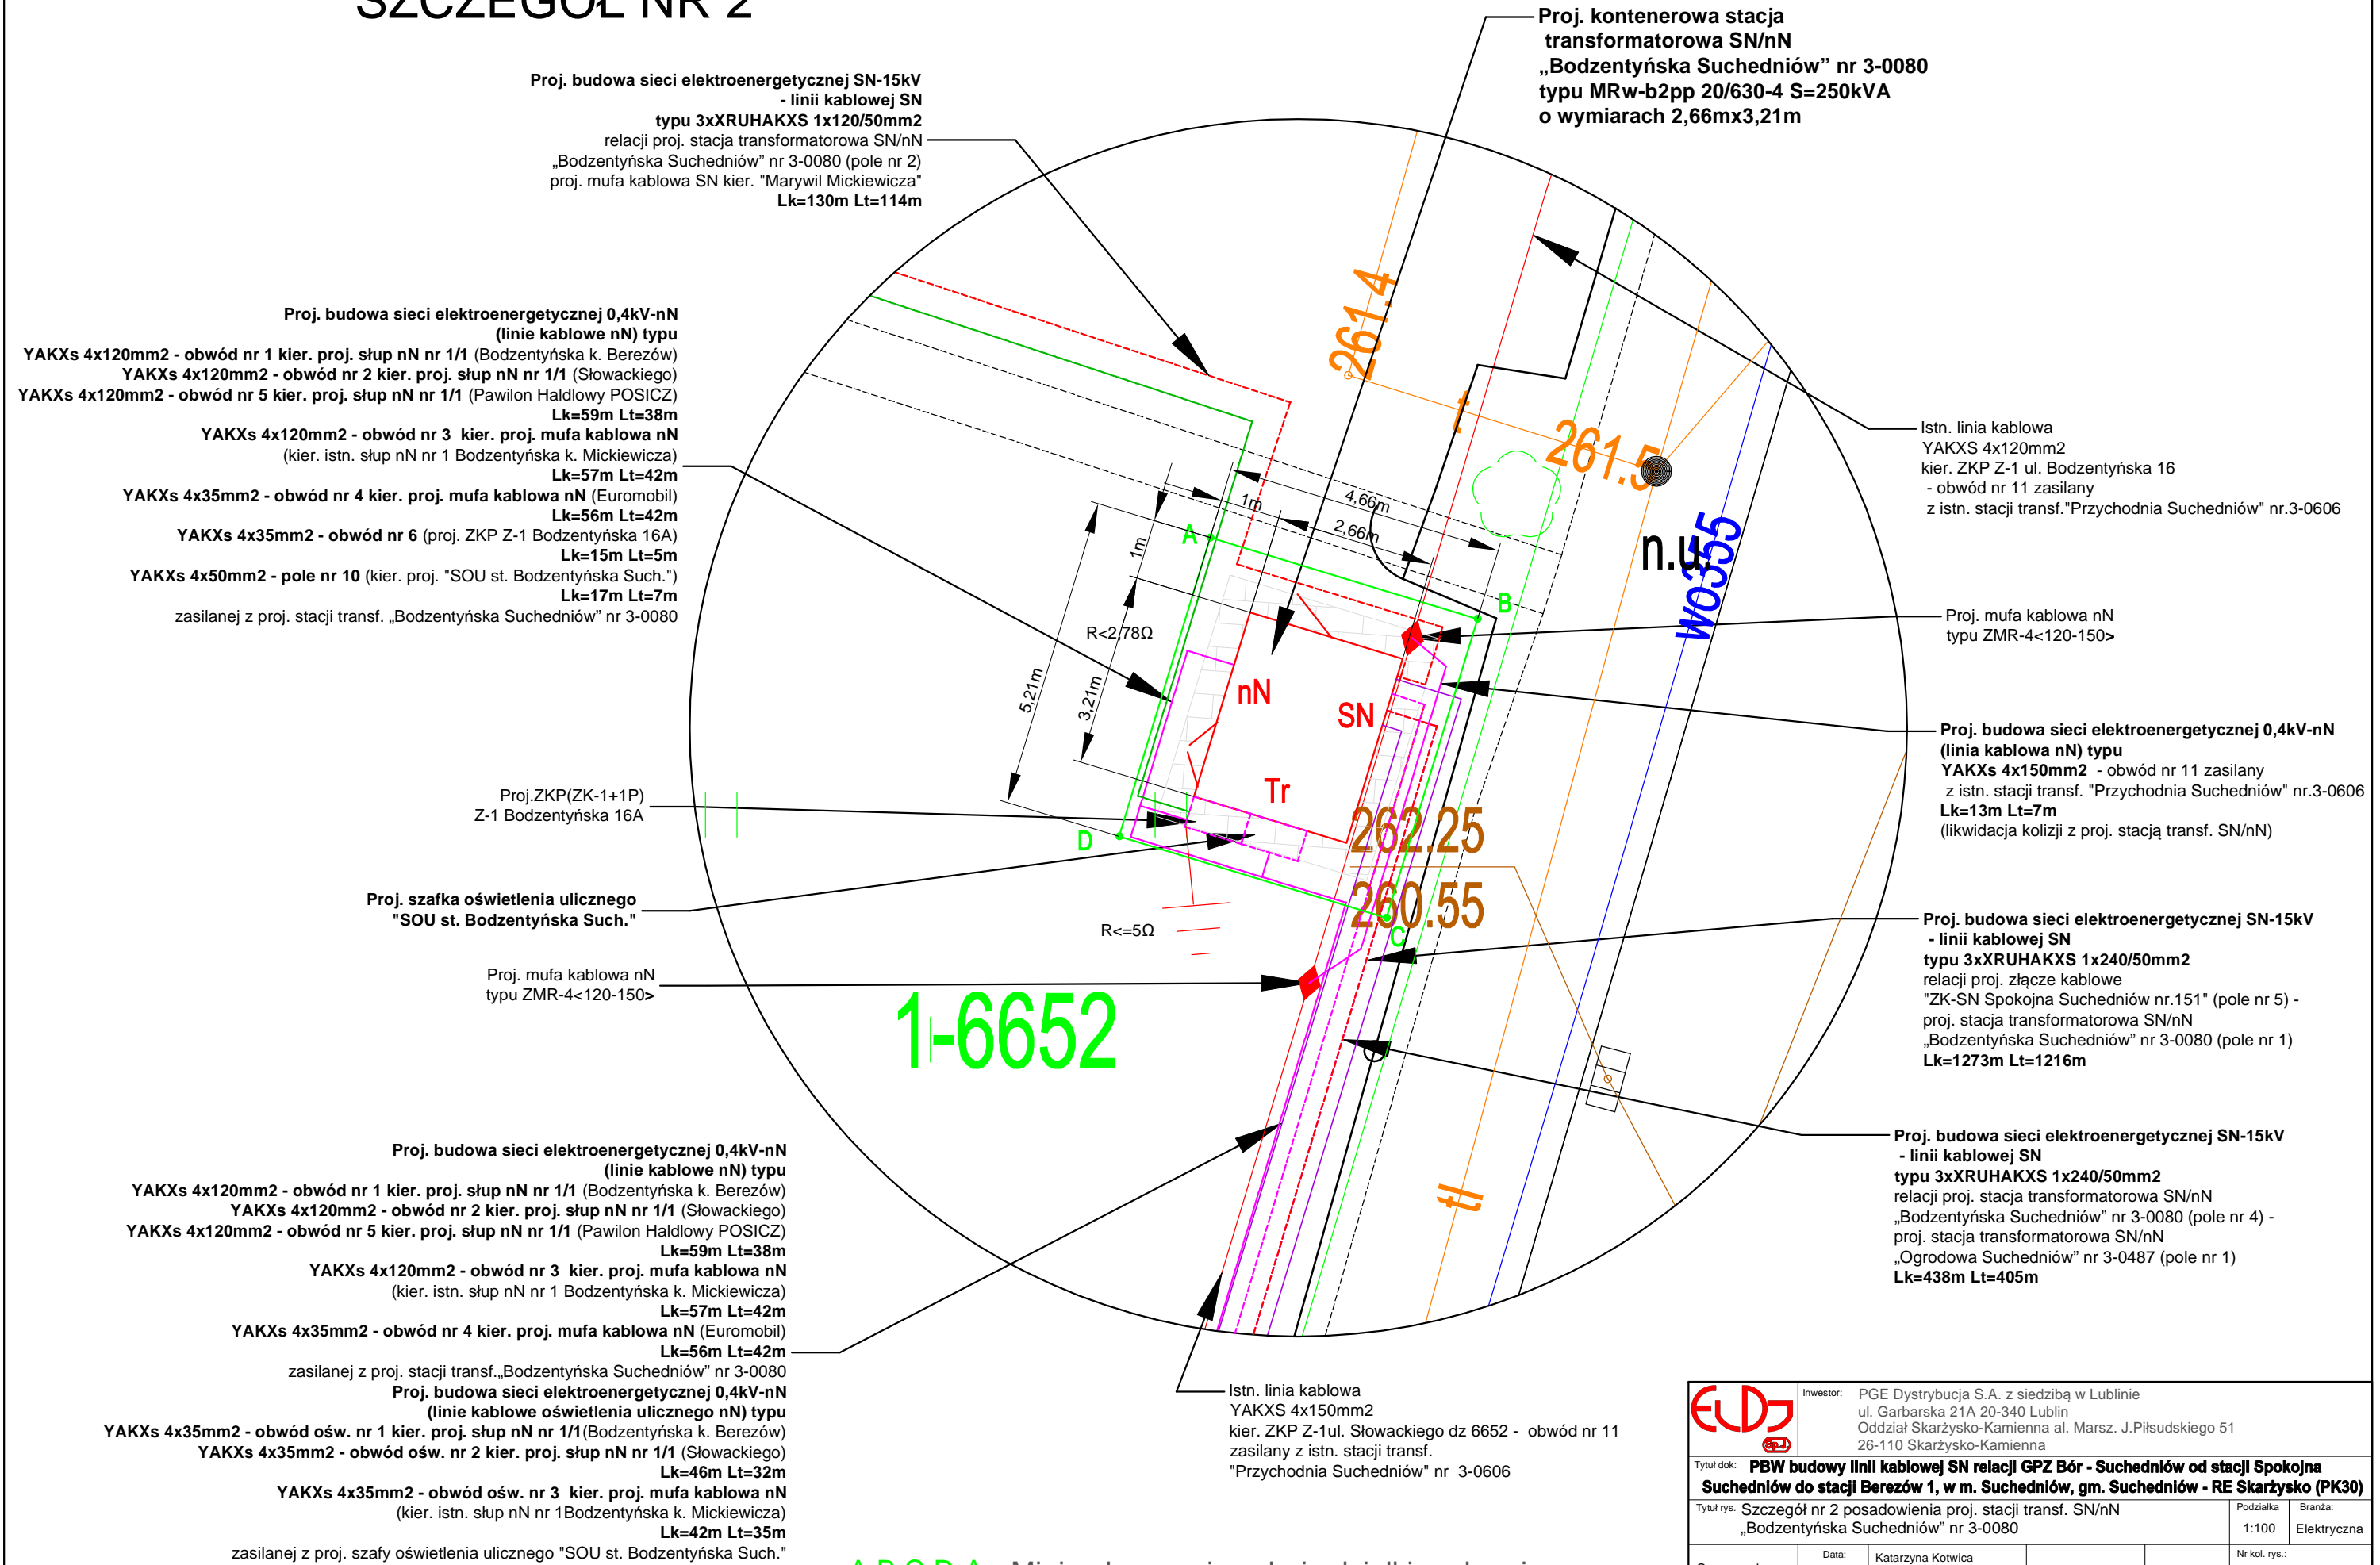 SZCZEGÓŁ NR 2
Proj. kontenerowa stacja
transformatorowa SN/nN
„Bodzentyńska Suchedniów” nr 3-0080
typu MRw-b2pp 20/630-4 S=250kVA
o wymiarach 2,66mx3,21m
Proj. budowa sieci elektroenergetycznej SN-15kV
- linii kablowej SN
typu 3xXRUHAKXS 1x120/50mm2
relacji proj. stacja transformatorowa SN/nN
„Bodzentyńska Suchedniów” nr 3-0080 (pole nr 2)
proj. mufa kablowa SN kier. "Marywil Mickiewicza"
Lk=130m Lt=114m
Proj. budowa sieci elektroenergetycznej 0,4kV-nN
(linie kablowe nN) typu
YAKXs 4x120mm2 - obwód nr 1 kier. proj. słup nN nr 1/1 (Bodzentyńska k. Berezów)
YAKXs 4x120mm2 - obwód nr 2 kier. proj. słup nN nr 1/1 (Słowackiego)
YAKXs 4x120mm2 - obwód nr 5 kier. proj. słup nN nr 1/1 (Pawilon Haldlowy POSICZ)
Lk=59m Lt=38m
YAKXs 4x120mm2 - obwód nr 3 kier. proj. mufa kablowa nN
(kier. istn. słup nN nr 1 Bodzentyńska k. Mickiewicza)
Lk=57m Lt=42m
YAKXs 4x35mm2 - obwód nr 4 kier. proj. mufa kablowa nN (Euromobil)
Lk=56m Lt=42m
YAKXs 4x35mm2 - obwód nr 6 (proj. ZKP Z-1 Bodzentyńska 16A)
Lk=15m Lt=5m
YAKXs 4x50mm2 - pole nr 10 (kier. proj. "SOU st. Bodzentyńska Such.")
Lk=17m Lt=7m
zasilanej z proj. stacji transf. „Bodzentyńska Suchedniów” nr 3-0080
Istn. linia kablowa
YAKXS 4x120mm2
kier. ZKP Z-1 ul. Bodzentyńska 16
- obwód nr 11 zasilany
z istn. stacji transf."Przychodnia Suchedniów" nr.3-0606
Proj. mufa kablowa nN
typu ZMR-4<120-150>
Proj. budowa sieci elektroenergetycznej 0,4kV-nN
(linia kablowa nN) typu
YAKXs 4x150mm2 - obwód nr 11 zasilany
z istn. stacji transf. "Przychodnia Suchedniów" nr.3-0606
Lk=13m Lt=7m
(likwidacja kolizji z proj. stacją transf. SN/nN)
261.4
t
261.5
n.u.
wo355
1m
4,66m
2,66m
A
B
1m
R<2,78Ω
5,21m
3,21m
nN
SN
Tr
262.25
260.55
D
C
R<=5Ω
1-6652
tl
Proj.ZKP(ZK-1+1P)
Z-1 Bodzentyńska 16A
Proj. szafka oświetlenia ulicznego
"SOU st. Bodzentyńska Such."
Proj. mufa kablowa nN
typu ZMR-4<120-150>
Proj. budowa sieci elektroenergetycznej SN-15kV
- linii kablowej SN
typu 3xXRUHAKXS 1x240/50mm2
relacji proj. złącze kablowe
"ZK-SN Spokojna Suchedniów nr.151" (pole nr 5) -
proj. stacja transformatorowa SN/nN
„Bodzentyńska Suchedniów” nr 3-0080 (pole nr 1)
Lk=1273m Lt=1216m
Proj. budowa sieci elektroenergetycznej SN-15kV
- linii kablowej SN
typu 3xXRUHAKXS 1x240/50mm2
relacji proj. stacja transformatorowa SN/nN
„Bodzentyńska Suchedniów” nr 3-0080 (pole nr 4) -
proj. stacja transformatorowa SN/nN
„Ogrodowa Suchedniów” nr 3-0487 (pole nr 1)
Lk=438m Lt=405m
Proj. budowa sieci elektroenergetycznej 0,4kV-nN
(linie kablowe nN) typu
YAKXs 4x120mm2 - obwód nr 1 kier. proj. słup nN nr 1/1 (Bodzentyńska k. Berezów)
YAKXs 4x120mm2 - obwód nr 2 kier. proj. słup nN nr 1/1 (Słowackiego)
YAKXs 4x120mm2 - obwód nr 5 kier. proj. słup nN nr 1/1 (Pawilon Haldlowy POSICZ)
Lk=59m Lt=38m
YAKXs 4x120mm2 - obwód nr 3 kier. proj. mufa kablowa nN
(kier. istn. słup nN nr 1 Bodzentyńska k. Mickiewicza)
Lk=57m Lt=42m
YAKXs 4x35mm2 - obwód nr 4 kier. proj. mufa kablowa nN (Euromobil)
Lk=56m Lt=42m
zasilanej z proj. stacji transf.„Bodzentyńska Suchedniów” nr 3-0080
Proj. budowa sieci elektroenergetycznej 0,4kV-nN
(linie kablowe oświetlenia ulicznego nN) typu
YAKXs 4x35mm2 - obwód ośw. nr 1 kier. proj. słup nN nr 1/1(Bodzentyńska k. Berezów)
YAKXs 4x35mm2 - obwód ośw. nr 2 kier. proj. słup nN nr 1/1 (Słowackiego)
Lk=46m Lt=32m
YAKXs 4x35mm2 - obwód ośw. nr 3 kier. proj. mufa kablowa nN
(kier. istn. słup nN nr 1Bodzentyńska k. Mickiewicza)
Lk=42m Lt=35m
zasilanej z proj. szafy oświetlenia ulicznego "SOU st. Bodzentyńska Such."
Istn. linia kablowa
YAKXS 4x150mm2
kier. ZKP Z-1ul. Słowackiego dz 6652 - obwód nr 11
zasilany z istn. stacji transf.
"Przychodnia Suchedniów" nr 3-0606
ELDJ
Sp.J.
Inwestor: PGE Dystrybucja S.A. z siedzibą w Lublinie
ul. Garbarska 21A 20-340 Lublin
Oddział Skarżysko-Kamienna al. Marsz. J.Piłsudskiego 51
26-110 Skarżysko-Kamienna
Tytuł dok: PBW budowy linii kablowej SN relacji GPZ Bór - Suchedniów od stacji Spokojna
Suchedniów do stacji Berezów 1, w m. Suchedniów, gm. Suchedniów - RE Skarżysko (PK30)
Tytuł rys. Szczegół nr 2 posadowienia proj. stacji transf. SN/nN
„Bodzentyńska Suchedniów” nr 3-0080
Podziałka
1:100
Branża:
Elektryczna
Data:
Katarzyna Kotwica
Nr kol. rys.: